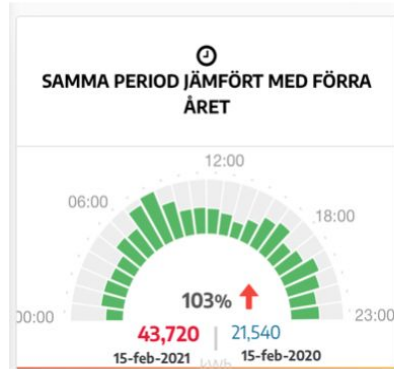 SAMMA PERIOD JÄMFÖRT MED FÖRRA
ÅRET
12:00
06:00
18:00
00:00
23:00
103%
43,720 | 21,540
15-feb-2021 kWh 15-feb-2020